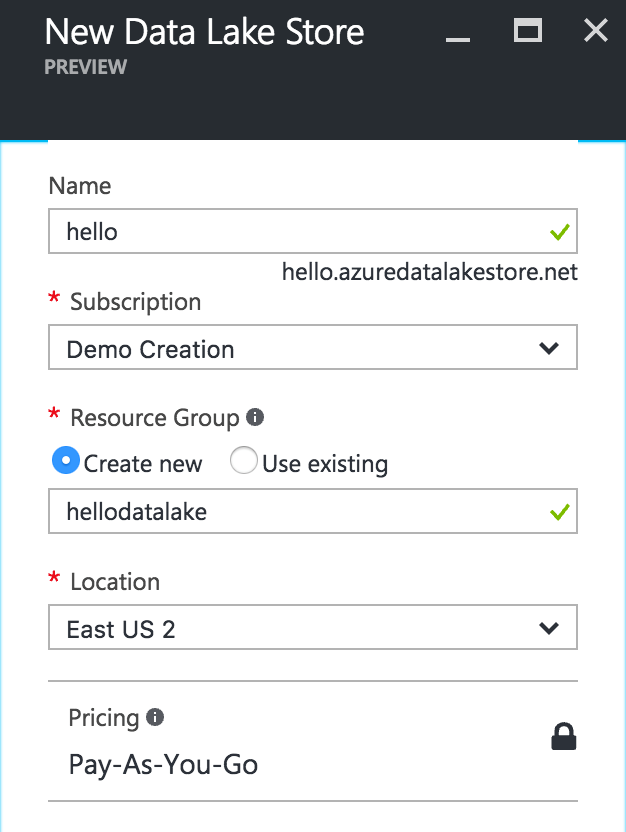 New Data Lake Store
PREVIEW
Name
hello
hello.azuredatalakestore.net
* Subscription
Demo Creation
* Resource Group
Create new Use existing
hellodatalake
* Location
East US 2
Pricing
Pay-As-You-Go